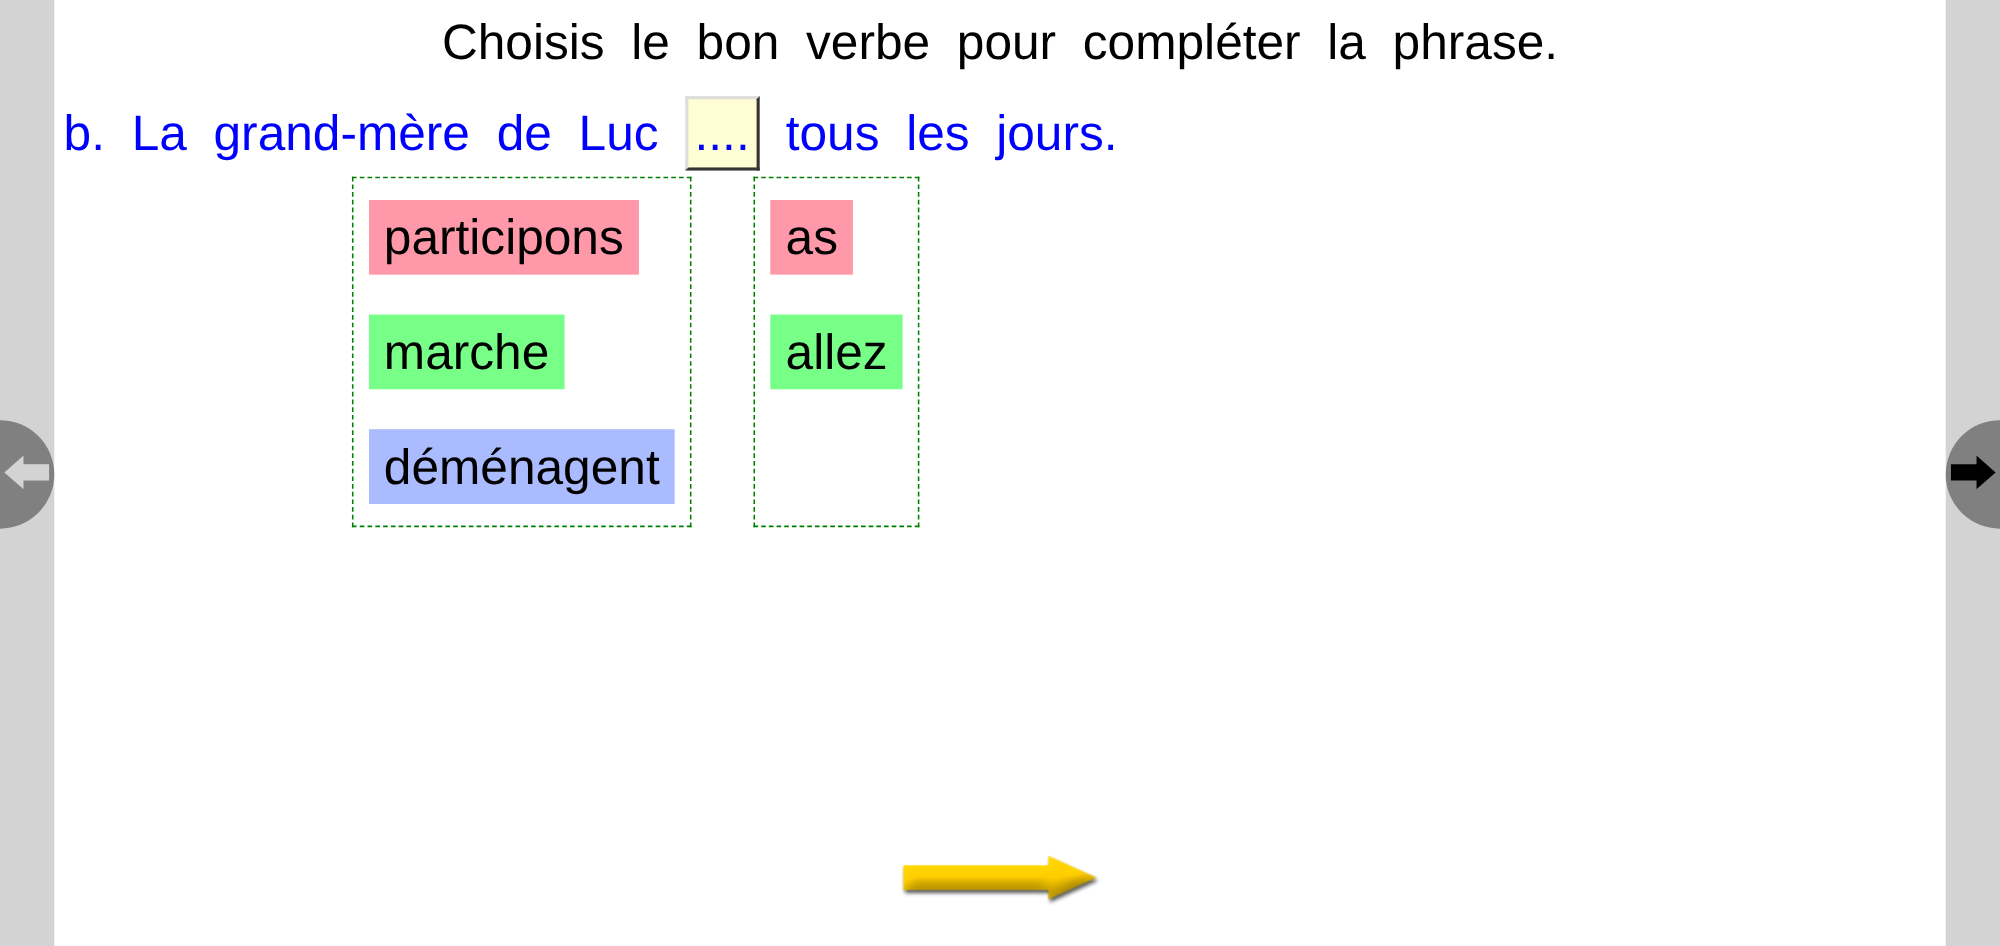 Choisis le bon verbe pour compléter la phrase.
b. La grand-mère de Luc .... tous les jours.
participons as
marche allez
déménagent